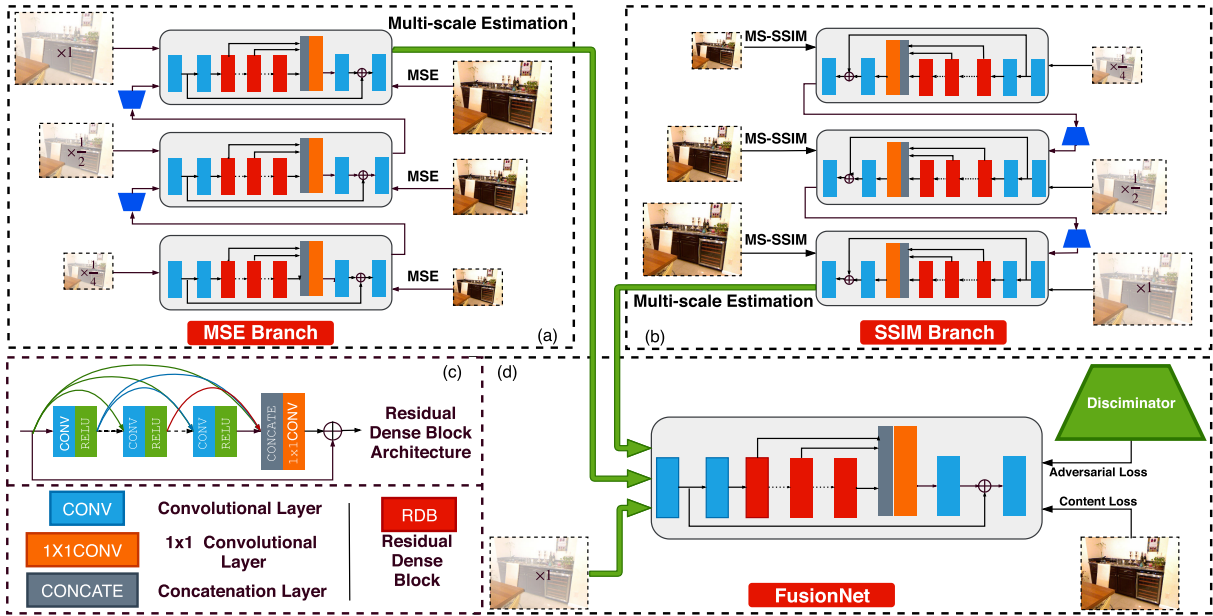 Multi-scale Estimation
×1
MSE
×1/2
MSE
×1/4
MSE
MSE Branch
(a)
MS-SSIM
×1/4
MS-SSIM
×1/2
MS-SSIM
×1
Multi-scale Estimation
(b)
SSIM Branch
(c)
CONV
RELU
CONV
RELU
CONV
RELU
CONCATE
1x1CONV
Residual
Dense Block
Architecture
CONV
Convolutional Layer
1X1CONV
1x1 Convolutional
Layer
CONCATE
Concatenation Layer
RDB
Residual
Dense
Block
(d)
Disciminator
Adversarial Loss
Content Loss
×1
FusionNet